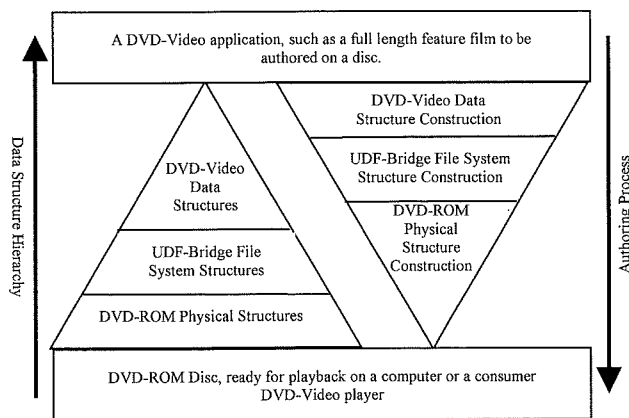 A DVD-Video application, such as a full length feature film to be
authored on a disc.
Data Structure Hierarchy
DVD-Video
Data
Structures
UDF-Bridge File
System Structures
DVD-ROM Physical Structures
DVD-Video Data
Structure Construction
UDF-Bridge File System
Structure Construction
DVD-ROM
Physical
Structure
Construction
Authoring Process
DVD-ROM Disc, ready for playback on a computer or a consumer
DVD-Video player